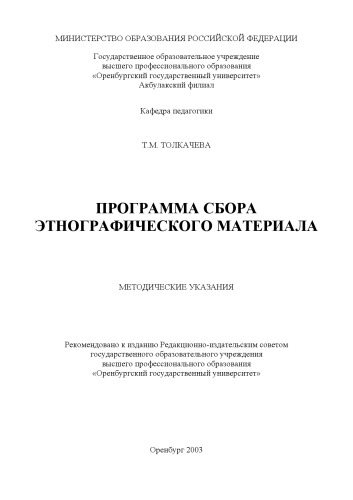 МИНИСТЕРСТВО ОБРАЗОВАНИЯ РОССИЙСКОЙ ФЕДЕРАЦИИ
Государственное образовательное учреждение
высшего профессионального образования
«Оренбургский государственный университет»
Акбулакский филиал
Кафедра педагогики
Т.М. ТОЛКАЧЕВА
ПРОГРАММА СБОРА
ЭТНОГРАФИЧЕСКОГО МАТЕРИАЛА
МЕТОДИЧЕСКИЕ УКАЗАНИЯ
Рекомендовано к изданию Редакционно-издательским советом
государственного образовательного учреждения
высшего профессионального образования
«Оренбургский государственный университет»
Оренбург 2003